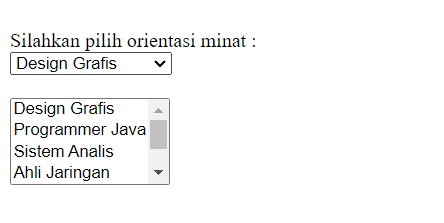 Silahkan pilih orientasi minat :
Design Grafis
Design Grafis
Programmer Java
Sistem Analis
Ahli Jaringan